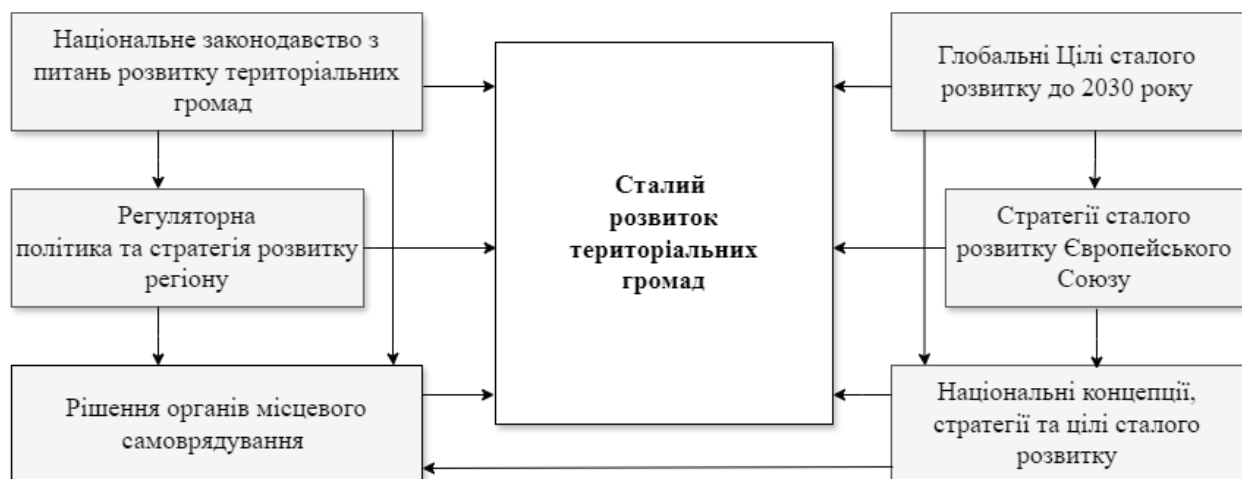 Національне законодавство з
питань розвитку територіальних
громад
Глобальні Цілі сталого
розвитку до 2030 року
Сталий
розвиток
територіальних
громад
Регуляторна
політика та стратегія розвитку
регіону
Стратегії сталого
розвитку Європейського
Союзу
Рішення органів місцевого
самоврядування
Національні концепції,
стратегії та цілі сталого
розвитку